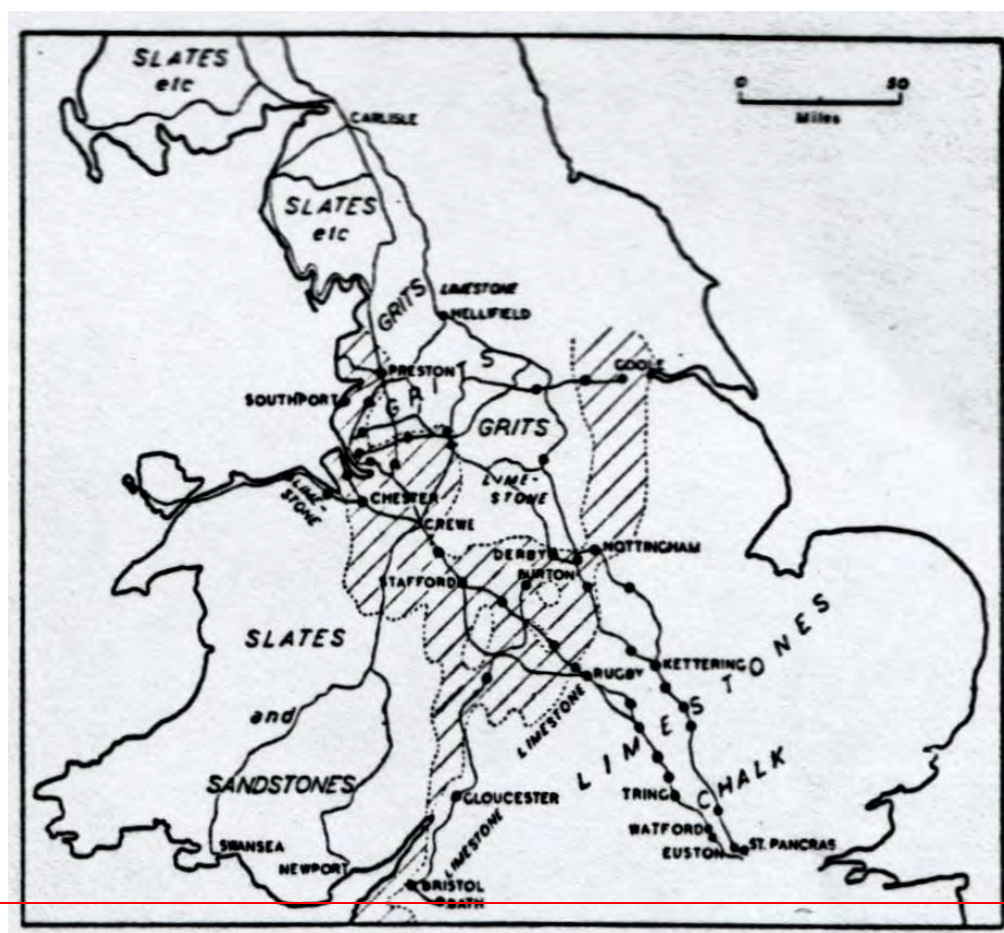 SLATES
etc
0 50
Miles
CARLISLE
SLATES
etc
GRITS
LIMESTONE
HELLIFIELD
PRESTON
GOOLE
SOUTHPORT
GRITS
GRITS
LIME-
STONE
LIME-
STONE
CHESTER
CREWE
DERBY
NOTTINGHAM
STAFFORD
BURTON
SLATES
and
SANDSTONES
RUGBY
KETTERING
LIMESTONES
LIMESTONE
CHALK
TRING
GLOUCESTER
WATFORD
EUSTON
ST. PANCRAS
LIMESTONE
SWANSEA
NEWPORT
BRISTOL
BATH